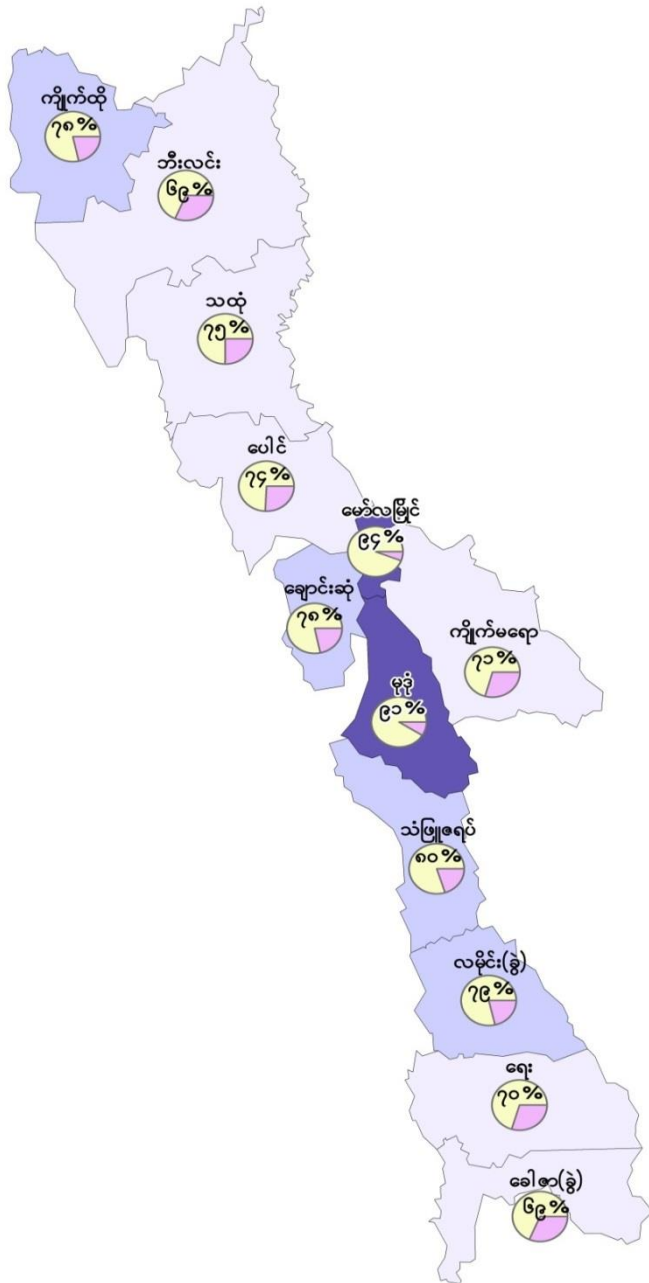 ကျိုက်ထို
၇၈%
ဘီးလင်း
၆၉%
သထုံ
၇၅%
ပေါင်
၇၄%
မော်လမြိုင်
၉၄%
ချောင်းဆုံ
၇၈%
ကျိုက်မရော
၇၁%
မုဒုံ
၉၁%
သံဖြူဇရပ်
၈၀%
လမိုင်း(ခွဲ)
၇၉%
ရေး
၇၀%
ခေါဇာ(ခွဲ)
၆၉%